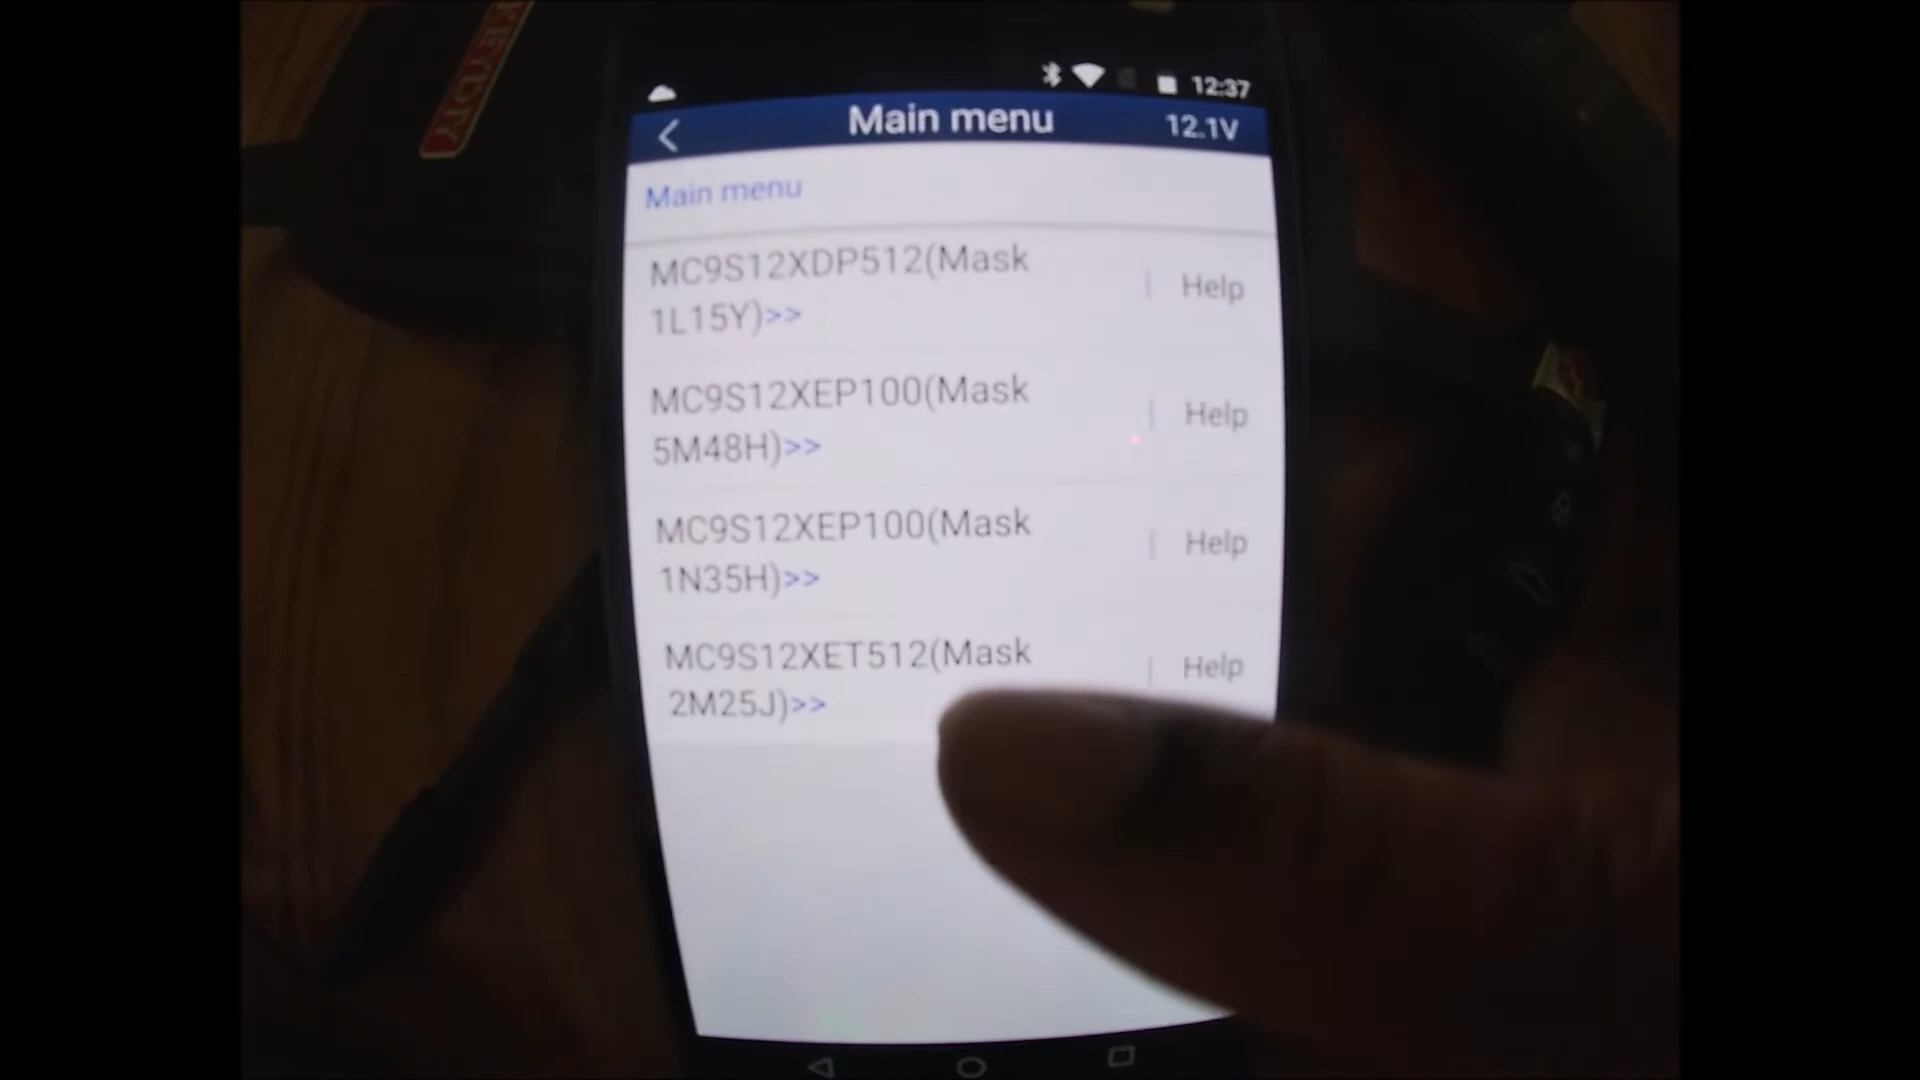 KEYDIY
12:37
Main menu
12.1V
Main menu
MC9S12XDP512(Mask
1L15Y)>>
Help
MC9S12XEP100(Mask
5M48H)>>
Help
MC9S12XEP100(Mask
1N35H)>>
Help
MC9S12XET512(Mask
2M25J)>>
Help